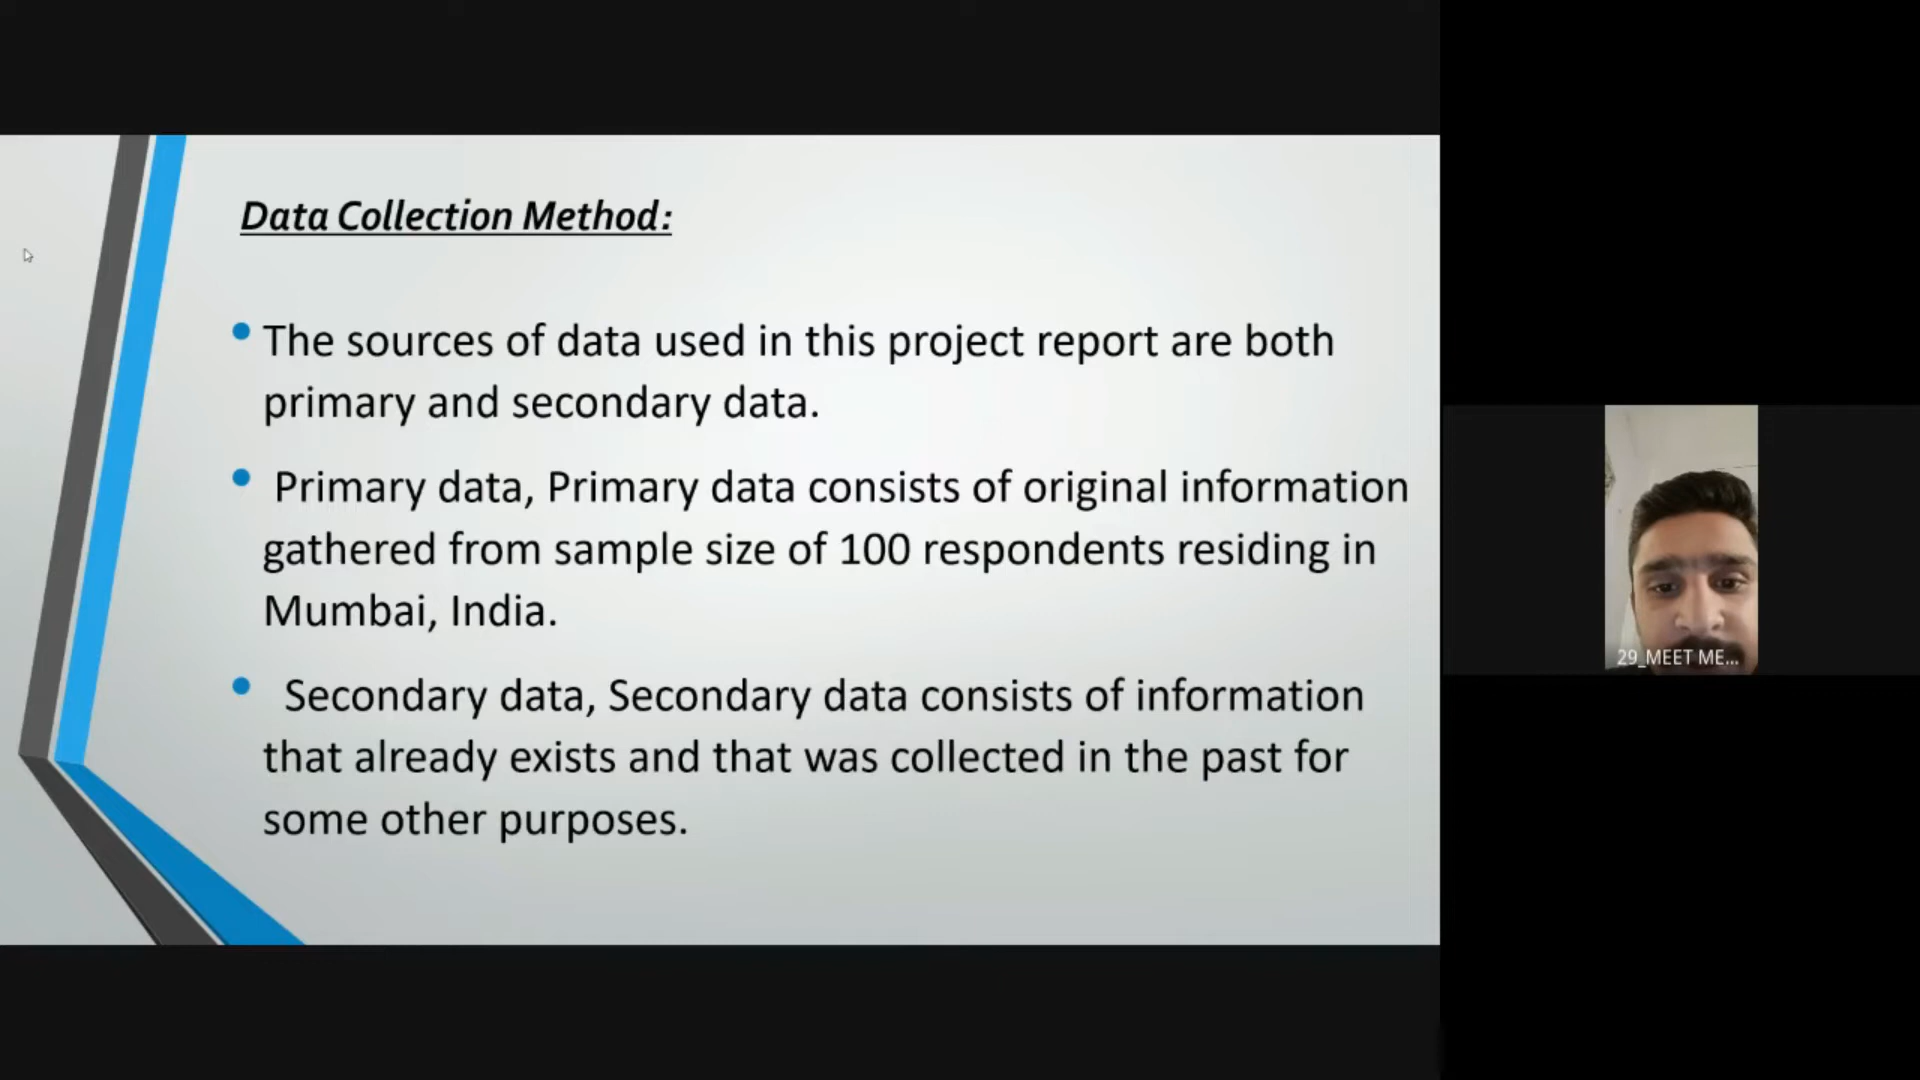 Data Collection Method:
• The sources of data used in this project report are both
primary and secondary data.
• Primary data, Primary data consists of original information
gathered from sample size of 100 respondents residing in
Mumbai, India.
• Secondary data, Secondary data consists of information
that already exists and that was collected in the past for
some other purposes.
29_MEET ME...